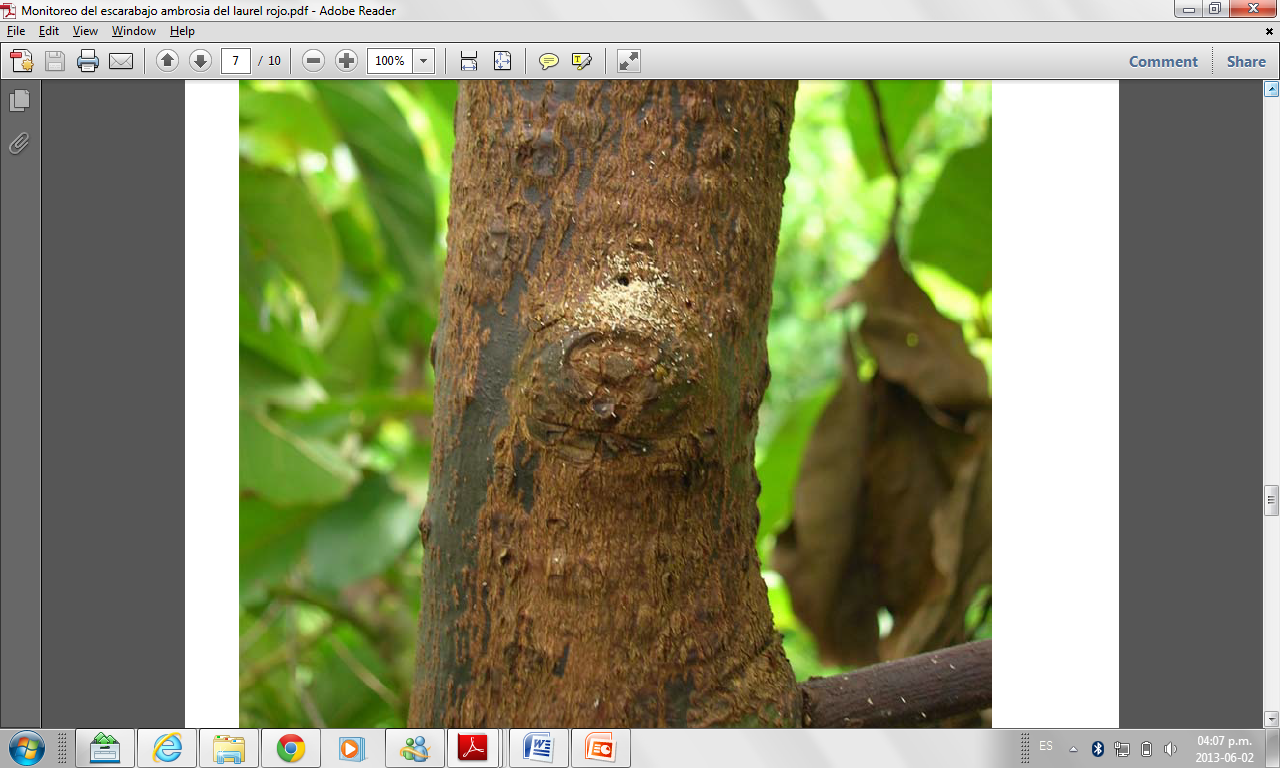 Monitoreo del escarabajo ambrosia del laurel rojo.pdf - Adobe Reader
File Edit View Window Help
7 / 10 100% Comment Share
ES 04:07 p.m.
2013-06-02